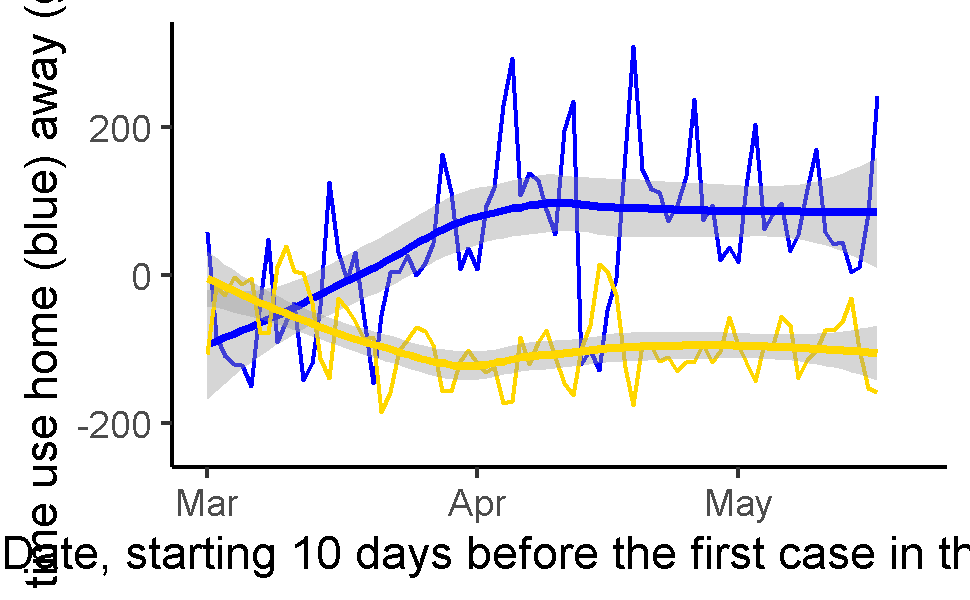 time use home (blue) away (
200
0
-200
Mar Apr May
Date, starting 10 days before the first case in th